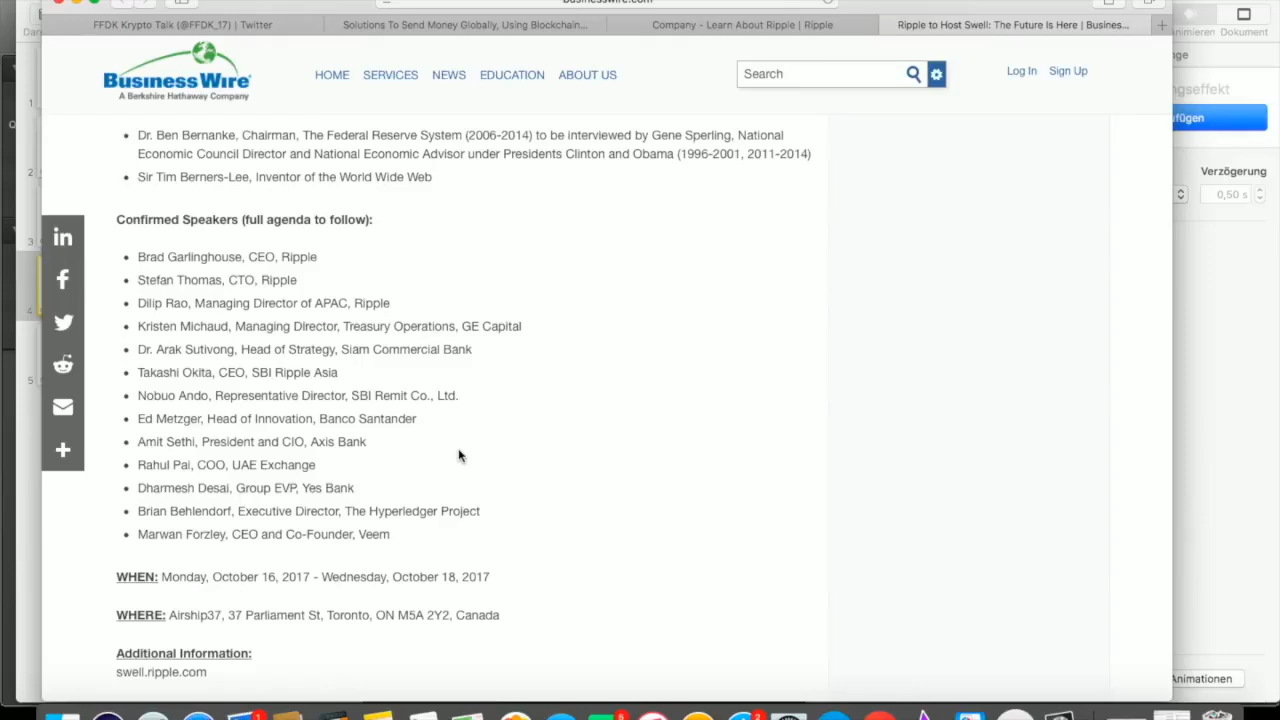 businesswire.com
FFDK Krypto Talk (@FFDK_17) | Twitter
Solutions To Send Money Globally, Using Blockchain...
Company - Learn About Ripple | Ripple
Ripple to Host Swell: The Future Is Here | Busines...
Dokument
BUSINESS WIRE
A Berkshire Hathaway Company
HOME SERVICES NEWS EDUCATION ABOUT US
Search
Log In Sign Up
• Dr. Ben Bernanke, Chairman, The Federal Reserve System (2006-2014) to be interviewed by Gene Sperling, National
Economic Council Director and National Economic Advisor under Presidents Clinton and Obama (1996-2001, 2011-2014)
• Sir Tim Berners-Lee, Inventor of the World Wide Web
Confirmed Speakers (full agenda to follow):
• Brad Garlinghouse, CEO, Ripple
• Stefan Thomas, CTO, Ripple
• Dilip Rao, Managing Director of APAC, Ripple
• Kristen Michaud, Managing Director, Treasury Operations, GE Capital
• Dr. Arak Sutivong, Head of Strategy, Siam Commercial Bank
• Takashi Okita, CEO, SBI Ripple Asia
• Nobuo Ando, Representative Director, SBI Remit Co., Ltd.
• Ed Metzger, Head of Innovation, Banco Santander
• Amit Sethi, President and CIO, Axis Bank
• Rahul Pai, COO, UAE Exchange
• Dharmesh Desai, Group EVP, Yes Bank
• Brian Behlendorf, Executive Director, The Hyperledger Project
• Marwan Forzley, CEO and Co-Founder, Veem
WHEN: Monday, October 16, 2017 - Wednesday, October 18, 2017
WHERE: Airship37, 37 Parliament St, Toronto, ON M5A 2Y2, Canada
Additional Information:
swell.ripple.com
1
2
3
4
5
Verzögerung
0,50 s
Animationen